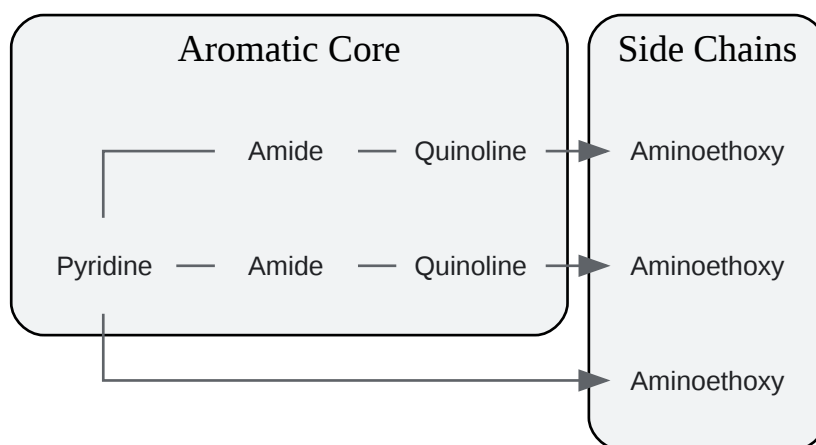 Aromatic Core
Side Chains
Amide
Quinoline
Aminoethoxy
Pyridine
Amide
Quinoline
Aminoethoxy
Aminoethoxy